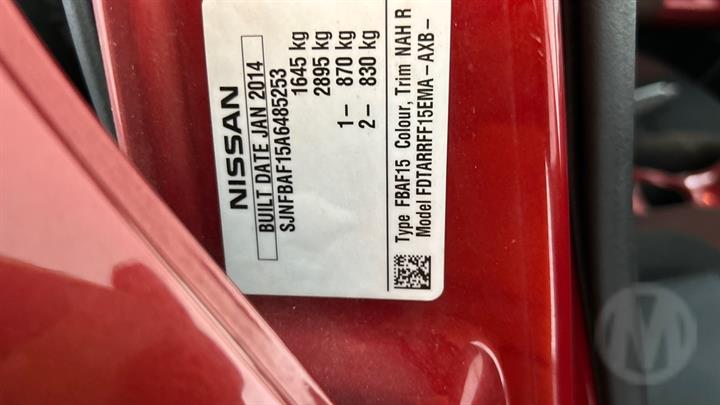 NISSAN
BUILT DATE JAN 2014
SJNFBAF15A6485253
1645 kg
2895 kg
1- 870 kg
2- 830 kg
Type FBAF15 Colour, Trim NAH R
Model FDTARRFF15EMA-AXB-
M